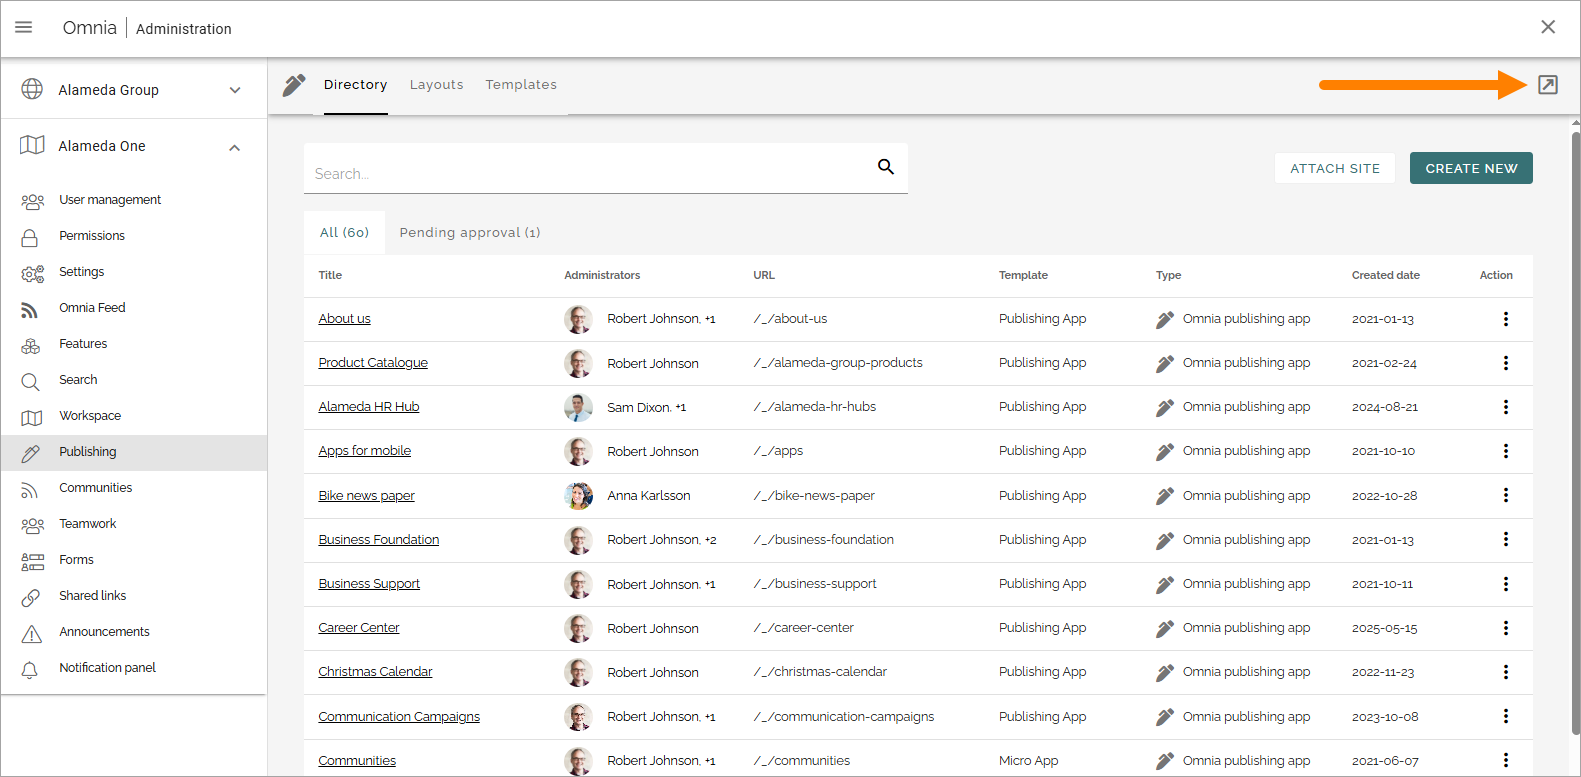 Omnia | Administration
Alameda Group
Alameda One
User management
Permissions
Settings
Omnia Feed
Features
Search
Workspace
Publishing
Communities
Teamwork
Forms
Shared links
Announcements
Notification panel
Directory Layouts Templates
Search...
ATTACH SITE CREATE NEW
All (60) Pending approval (1)
Title Administrators URL Template Type Created date Action
About us Robert Johnson, +1 /_/about-us Publishing App Omnia publishing app 2021-01-13
Product Catalogue Robert Johnson /_/alameda-group-products Publishing App Omnia publishing app 2021-02-24
Alameda HR Hub Sam Dixon, +1 /_/alameda-hr-hubs Publishing App Omnia publishing app 2024-08-21
Apps for mobile Robert Johnson /_/apps Publishing App Omnia publishing app 2021-10-10
Bike news paper Anna Karlsson /_/bike-news-paper Publishing App Omnia publishing app 2022-10-28
Business Foundation Robert Johnson, +2 /_/business-foundation Publishing App Omnia publishing app 2021-01-13
Business Support Robert Johnson, +1 /_/business-support Publishing App Omnia publishing app 2021-10-11
Career Center Robert Johnson /_/career-center Publishing App Omnia publishing app 2025-05-15
Christmas Calendar Robert Johnson /_/christmas-calendar Publishing App Omnia publishing app 2022-11-23
Communication Campaigns Robert Johnson, +1 /_/communication-campaigns Publishing App Omnia publishing app 2023-10-08
Communities Robert Johnson, +1 /_/communities Micro App Omnia publishing app 2021-06-07